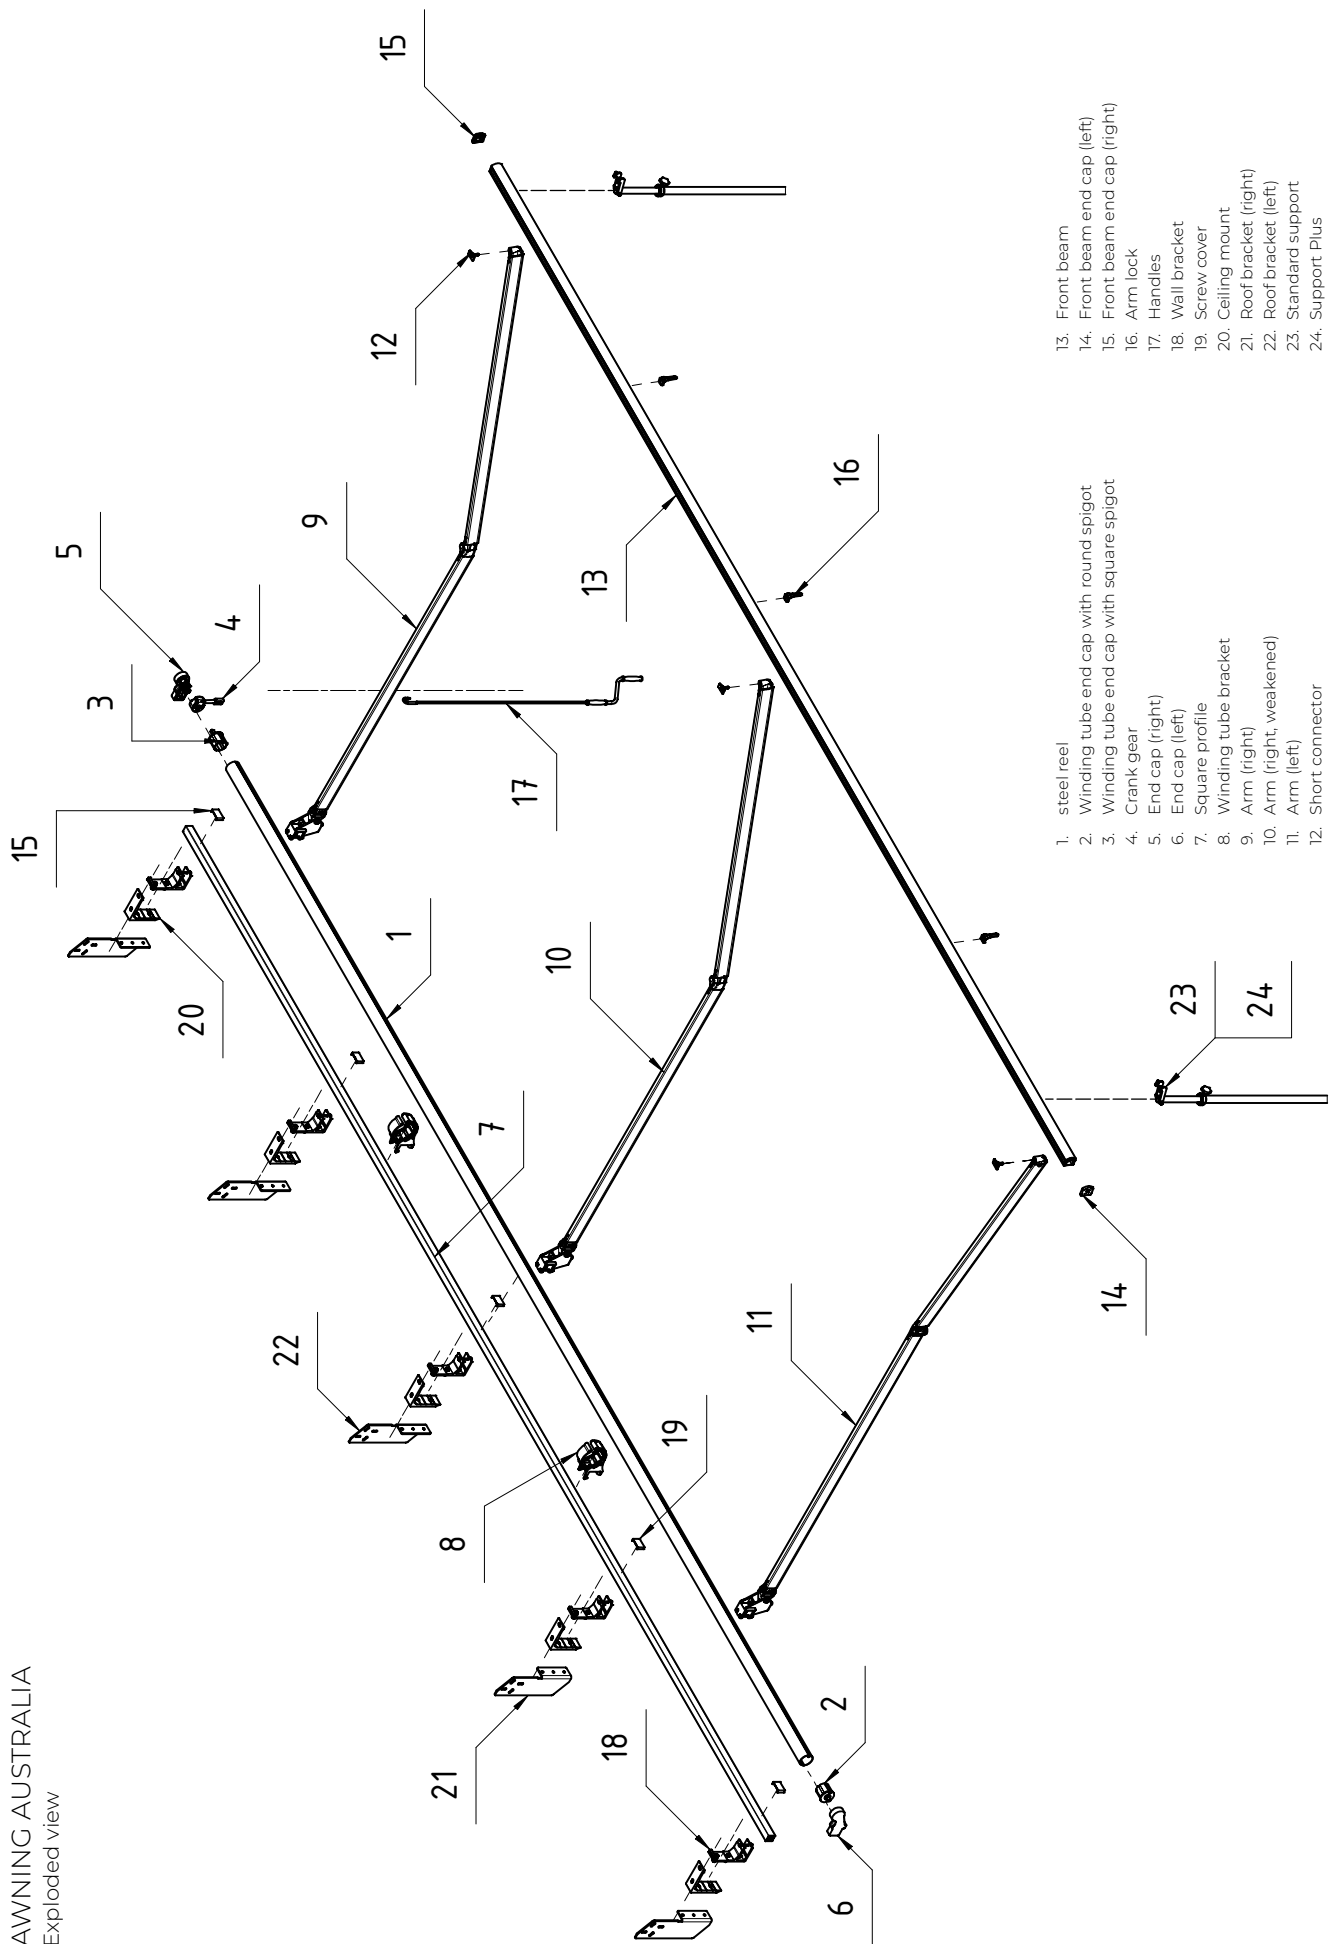 AWNING AUSTRALIA
Exploded view
15
5
3
4
15
12
9
20
1
17
13
16
22
7
10
8
19
11
23
24
21
18
14
2
6
1. steel reel
2. Winding tube end cap with round spigot
3. Winding tube end cap with square spigot
4. Crank gear
5. End cap (right)
6. End cap (left)
7. Square profile
8. Winding tube bracket
9. Arm (right)
10. Arm (right, weakened)
11. Arm (left)
12. Short connector
13. Front beam
14. Front beam end cap (left)
15. Front beam end cap (right)
16. Arm lock
17. Handles
18. Wall bracket
19. Screw cover
20. Ceiling mount
21. Roof bracket (right)
22. Roof bracket (left)
23. Standard support
24. Support Plus